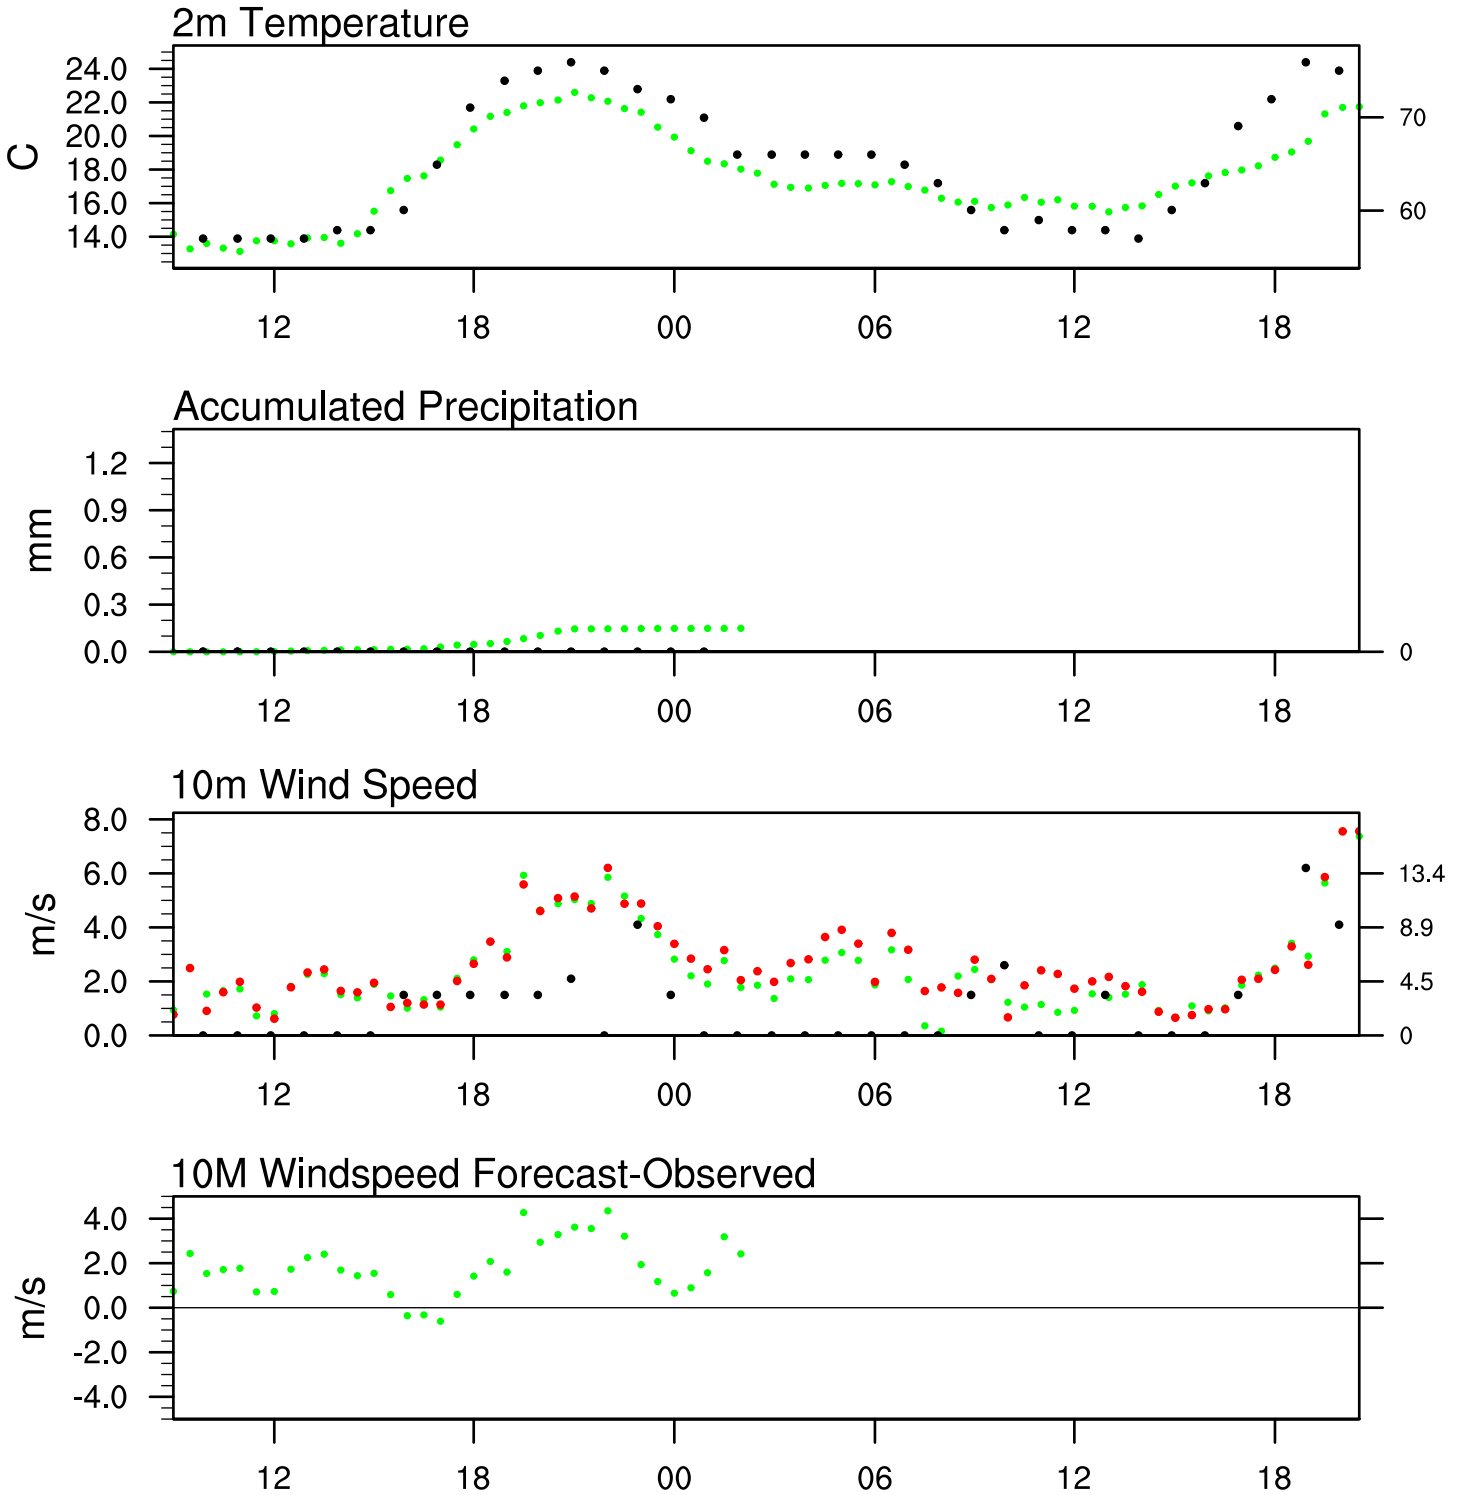 2m Temperature
C
24.0
22.0
20.0
18.0
16.0
14.0
70
60
12 18 00 06 12 18
Accumulated Precipitation
mm
1.2
0.9
0.6
0.3
0.0
0
12 18 00 06 12 18
10m Wind Speed
m/s
8.0
6.0
4.0
2.0
0.0
13.4
8.9
4.5
0
12 18 00 06 12 18
10M Windspeed Forecast-Observed
m/s
4.0
2.0
0.0
-2.0
-4.0
12 18 00 06 12 18